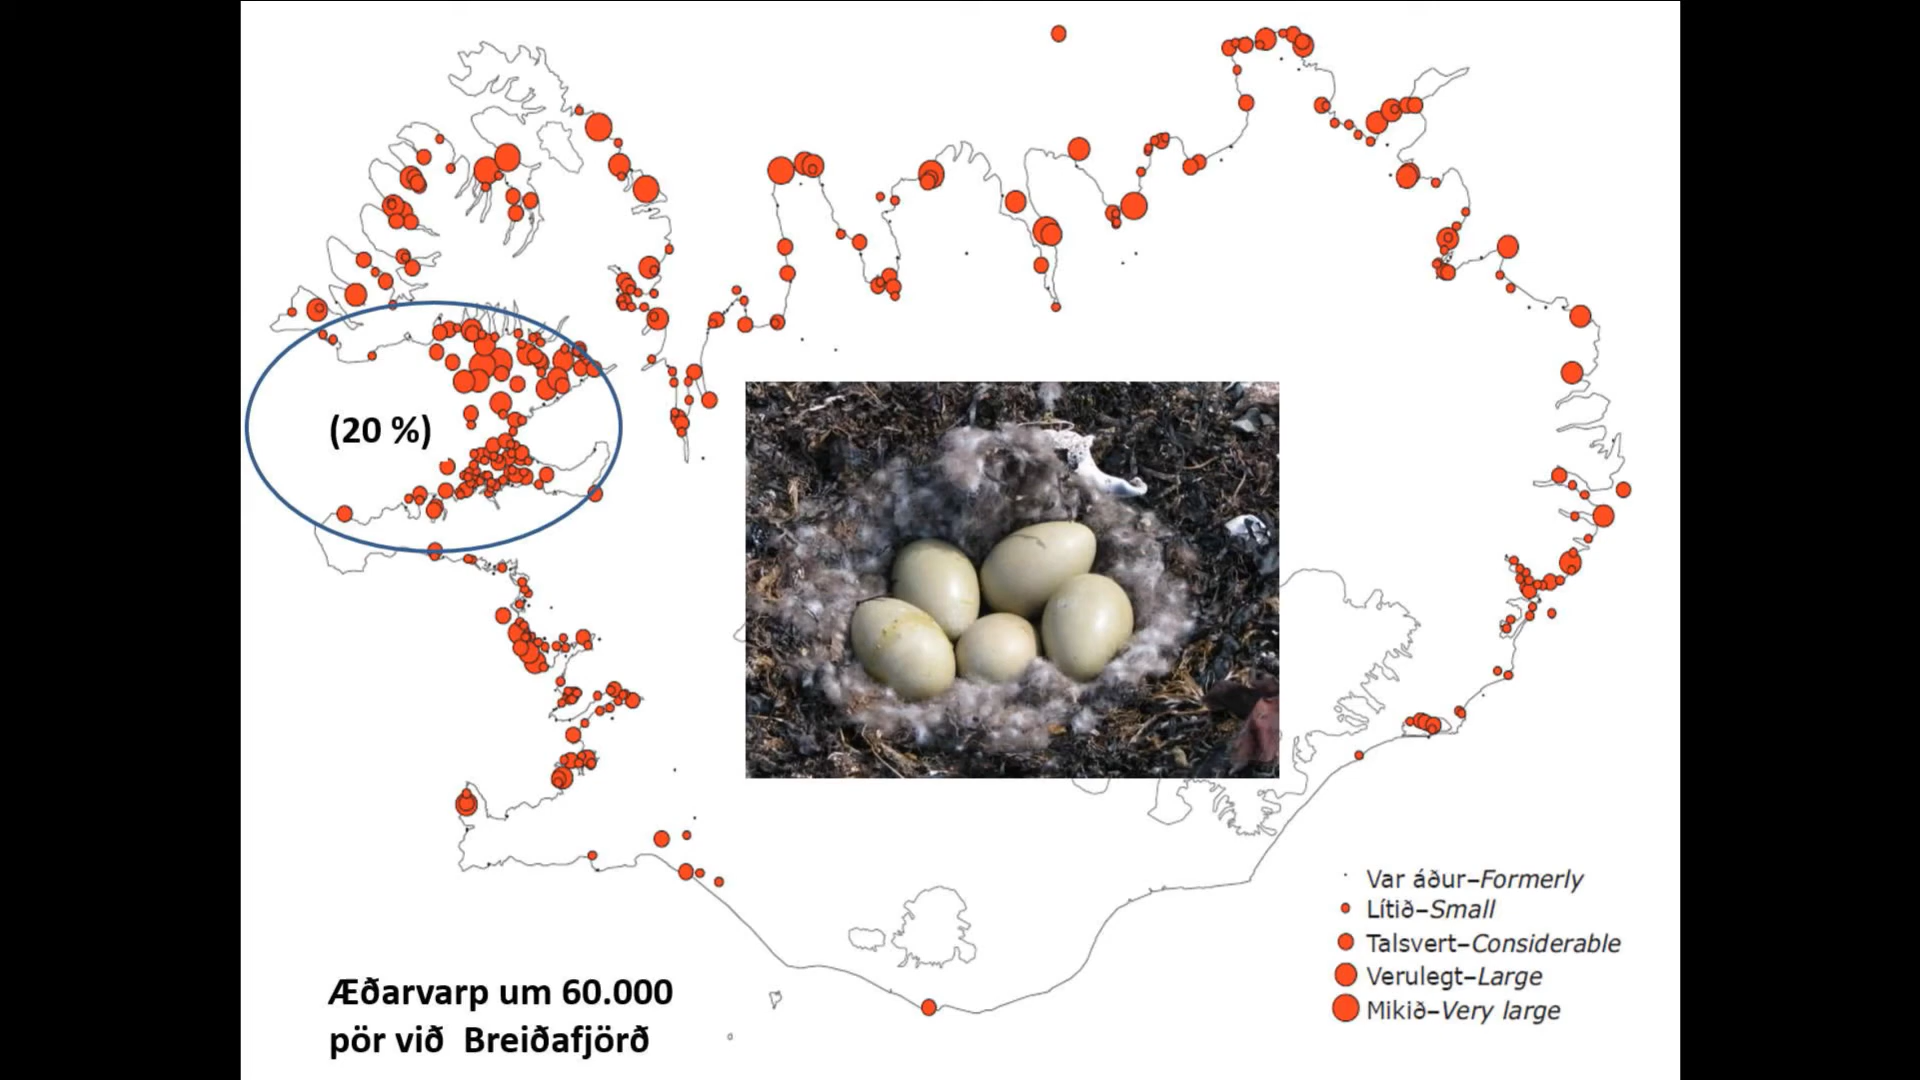 (20 %)
Var áður–Formerly
Lítið–Small
Talsvert–Considerable
Verulegt–Large
Mikið–Very large
Æðarvarp um 60.000
pör við Breiðafjörð